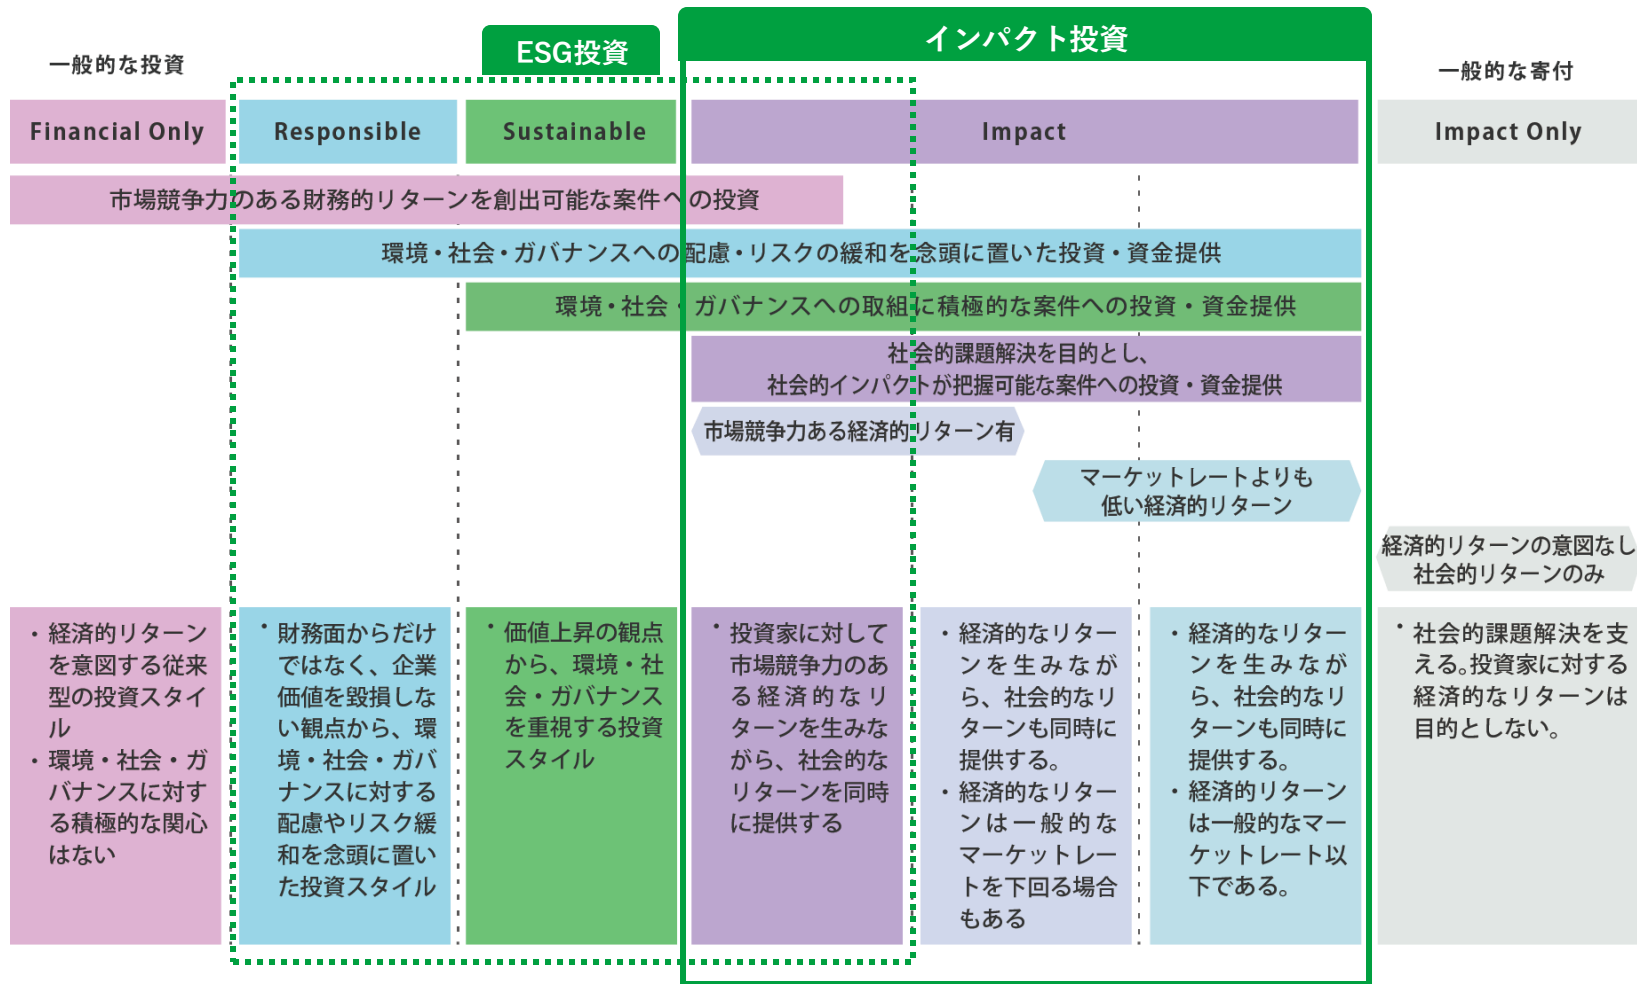 一般的な投資
ESG投資
インパクト投資
一般的な寄付
Financial Only
Responsible
Sustainable
Impact
Impact Only
市場競争力のある財務的リターンを創出可能な案件への投資
環境・社会・ガバナンスへの配慮・リスクの緩和を念頭に置いた投資・資金提供
環境・社会・ガバナンスへの取組に積極的な案件への投資・資金提供
社会的課題解決を目的とし、
社会的インパクトが把握可能な案件への投資・資金提供
市場競争力ある経済的リターン有
マーケットレートよりも
低い経済的リターン
経済的リターンの意図なし
社会的リターンのみ
・経済的リターン
を意図する従来
型の投資スタイ
ル
・環境・社会・ガ
バナンスに対す
る積極的な関心
はない
・財務面からだけ
ではなく、企業
価値を毀損しな
い観点から、環
境・社会・ガバ
ナンスに対する
配慮やリスク緩
和を念頭に置い
た投資スタイル
・価値上昇の観点
から、環境・社
会・ガバナンス
を重視する投資
スタイル
・投資家に対して
市場競争力のあ
る経済的なリ
ターンを生みな
がら、社会的な
リターンを同時
に提供する
・経済的なリター
ンを生みなが
ら、社会的なリ
ターンも同時に
提供する。
・経済的なリター
ンは一般的な
マーケットレー
トを下回る場合
もある
・経済的なリター
ンを生みなが
ら、社会的なリ
ターンも同時に
提供する。
・経済的リターン
は一般的なマー
ケットレート以
下である。
・社会的課題解決を支
える。投資家に対する
経済的なリターンは
目的としない。